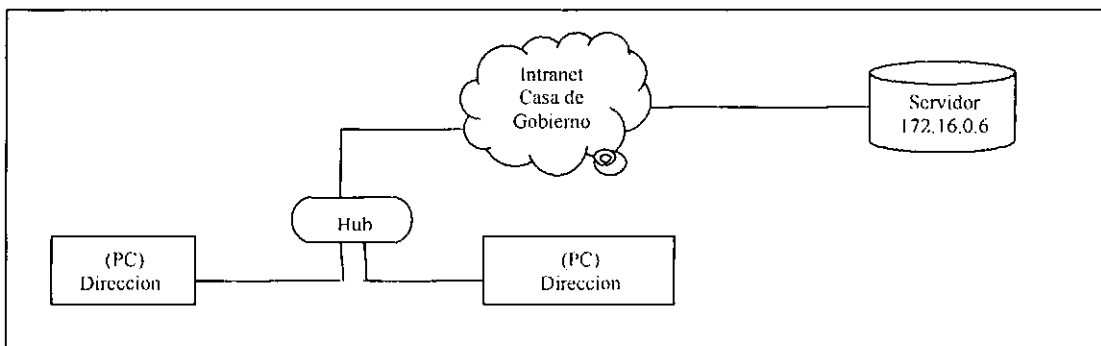 Intranet
Casa de
Gobierno
Servidor
172.16.0.6
Hub
(PC)
Direccion
(PC)
Direccion